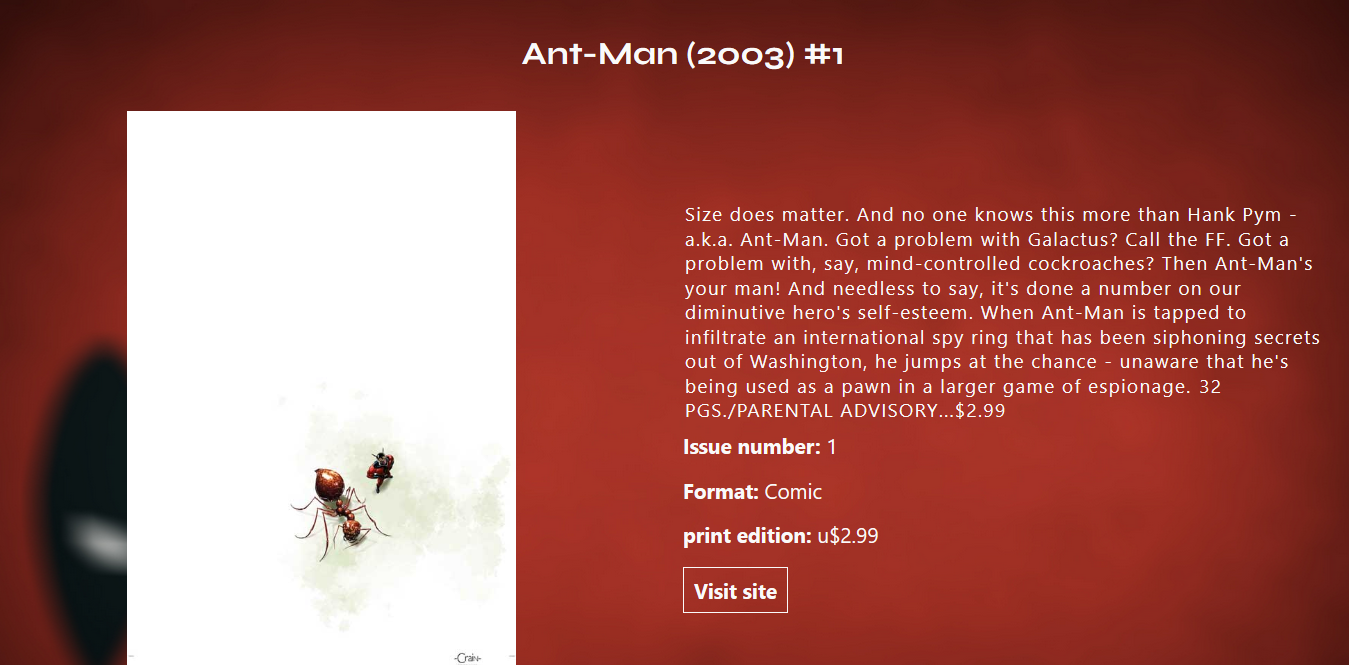 Ant-Man (2003) #1
Size does matter. And no one knows this more than Hank Pym -
a.k.a. Ant-Man. Got a problem with Galactus? Call the FF. Got a
problem with, say, mind-controlled cockroaches? Then Ant-Man's
your man! And needless to say, it's done a number on our
diminutive hero's self-esteem. When Ant-Man is tapped to
infiltrate an international spy ring that has been siphoning secrets
out of Washington, he jumps at the chance - unaware that he's
being used as a pawn in a larger game of espionage. 32
PGS./PARENTAL ADVISORY...$2.99
Issue number: 1
Format: Comic
print edition: u$2.99
Visit site
-Crain-